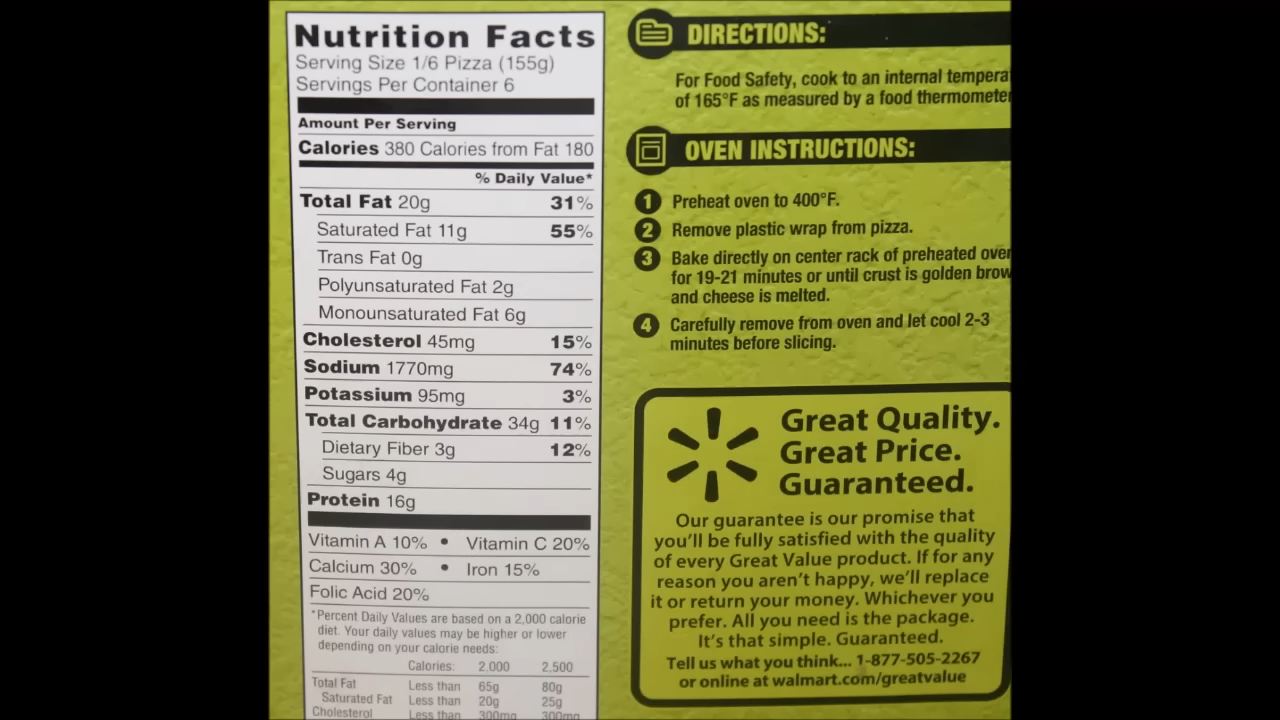 Nutrition Facts
Serving Size 1/6 Pizza (155g)
Servings Per Container 6
Amount Per Serving
Calories 380 Calories from Fat 180
% Daily Value*
Total Fat 20g 31%
Saturated Fat 11g 55%
Trans Fat 0g
Polyunsaturated Fat 2g
Monounsaturated Fat 6g
Cholesterol 45mg 15%
Sodium 1770mg 74%
Potassium 95mg 3%
Total Carbohydrate 34g 11%
Dietary Fiber 3g 12%
Sugars 4g
Protein 16g
Vitamin A 10% • Vitamin C 20%
Calcium 30% • Iron 15%
Folic Acid 20%
*Percent Daily Values are based on a 2,000 calorie
diet. Your daily values may be higher or lower
depending on your calorie needs:
Calories: 2.000 2.500
Total Fat Less than 65g 80g
Saturated Fat Less than 20g 25g
Cholesterol Less than 300mg 300mg
DIRECTIONS:
For Food Safety, cook to an internal tempera
of 165°F as measured by a food thermometer
OVEN INSTRUCTIONS:
1 Preheat oven to 400°F.
2 Remove plastic wrap from pizza.
3 Bake directly on center rack of preheated oven
for 19-21 minutes or until crust is golden brow
and cheese is melted.
4 Carefully remove from oven and let cool 2-3
minutes before slicing.
Great Quality.
Great Price.
Guaranteed.
Our guarantee is our promise that
you'll be fully satisfied with the quality
of every Great Value product. If for any
reason you aren't happy, we'll replace
it or return your money. Whichever you
prefer. All you need is the package.
It's that simple. Guaranteed.
Tell us what you think... 1-877-505-2267
or online at walmart.com/greatvalue